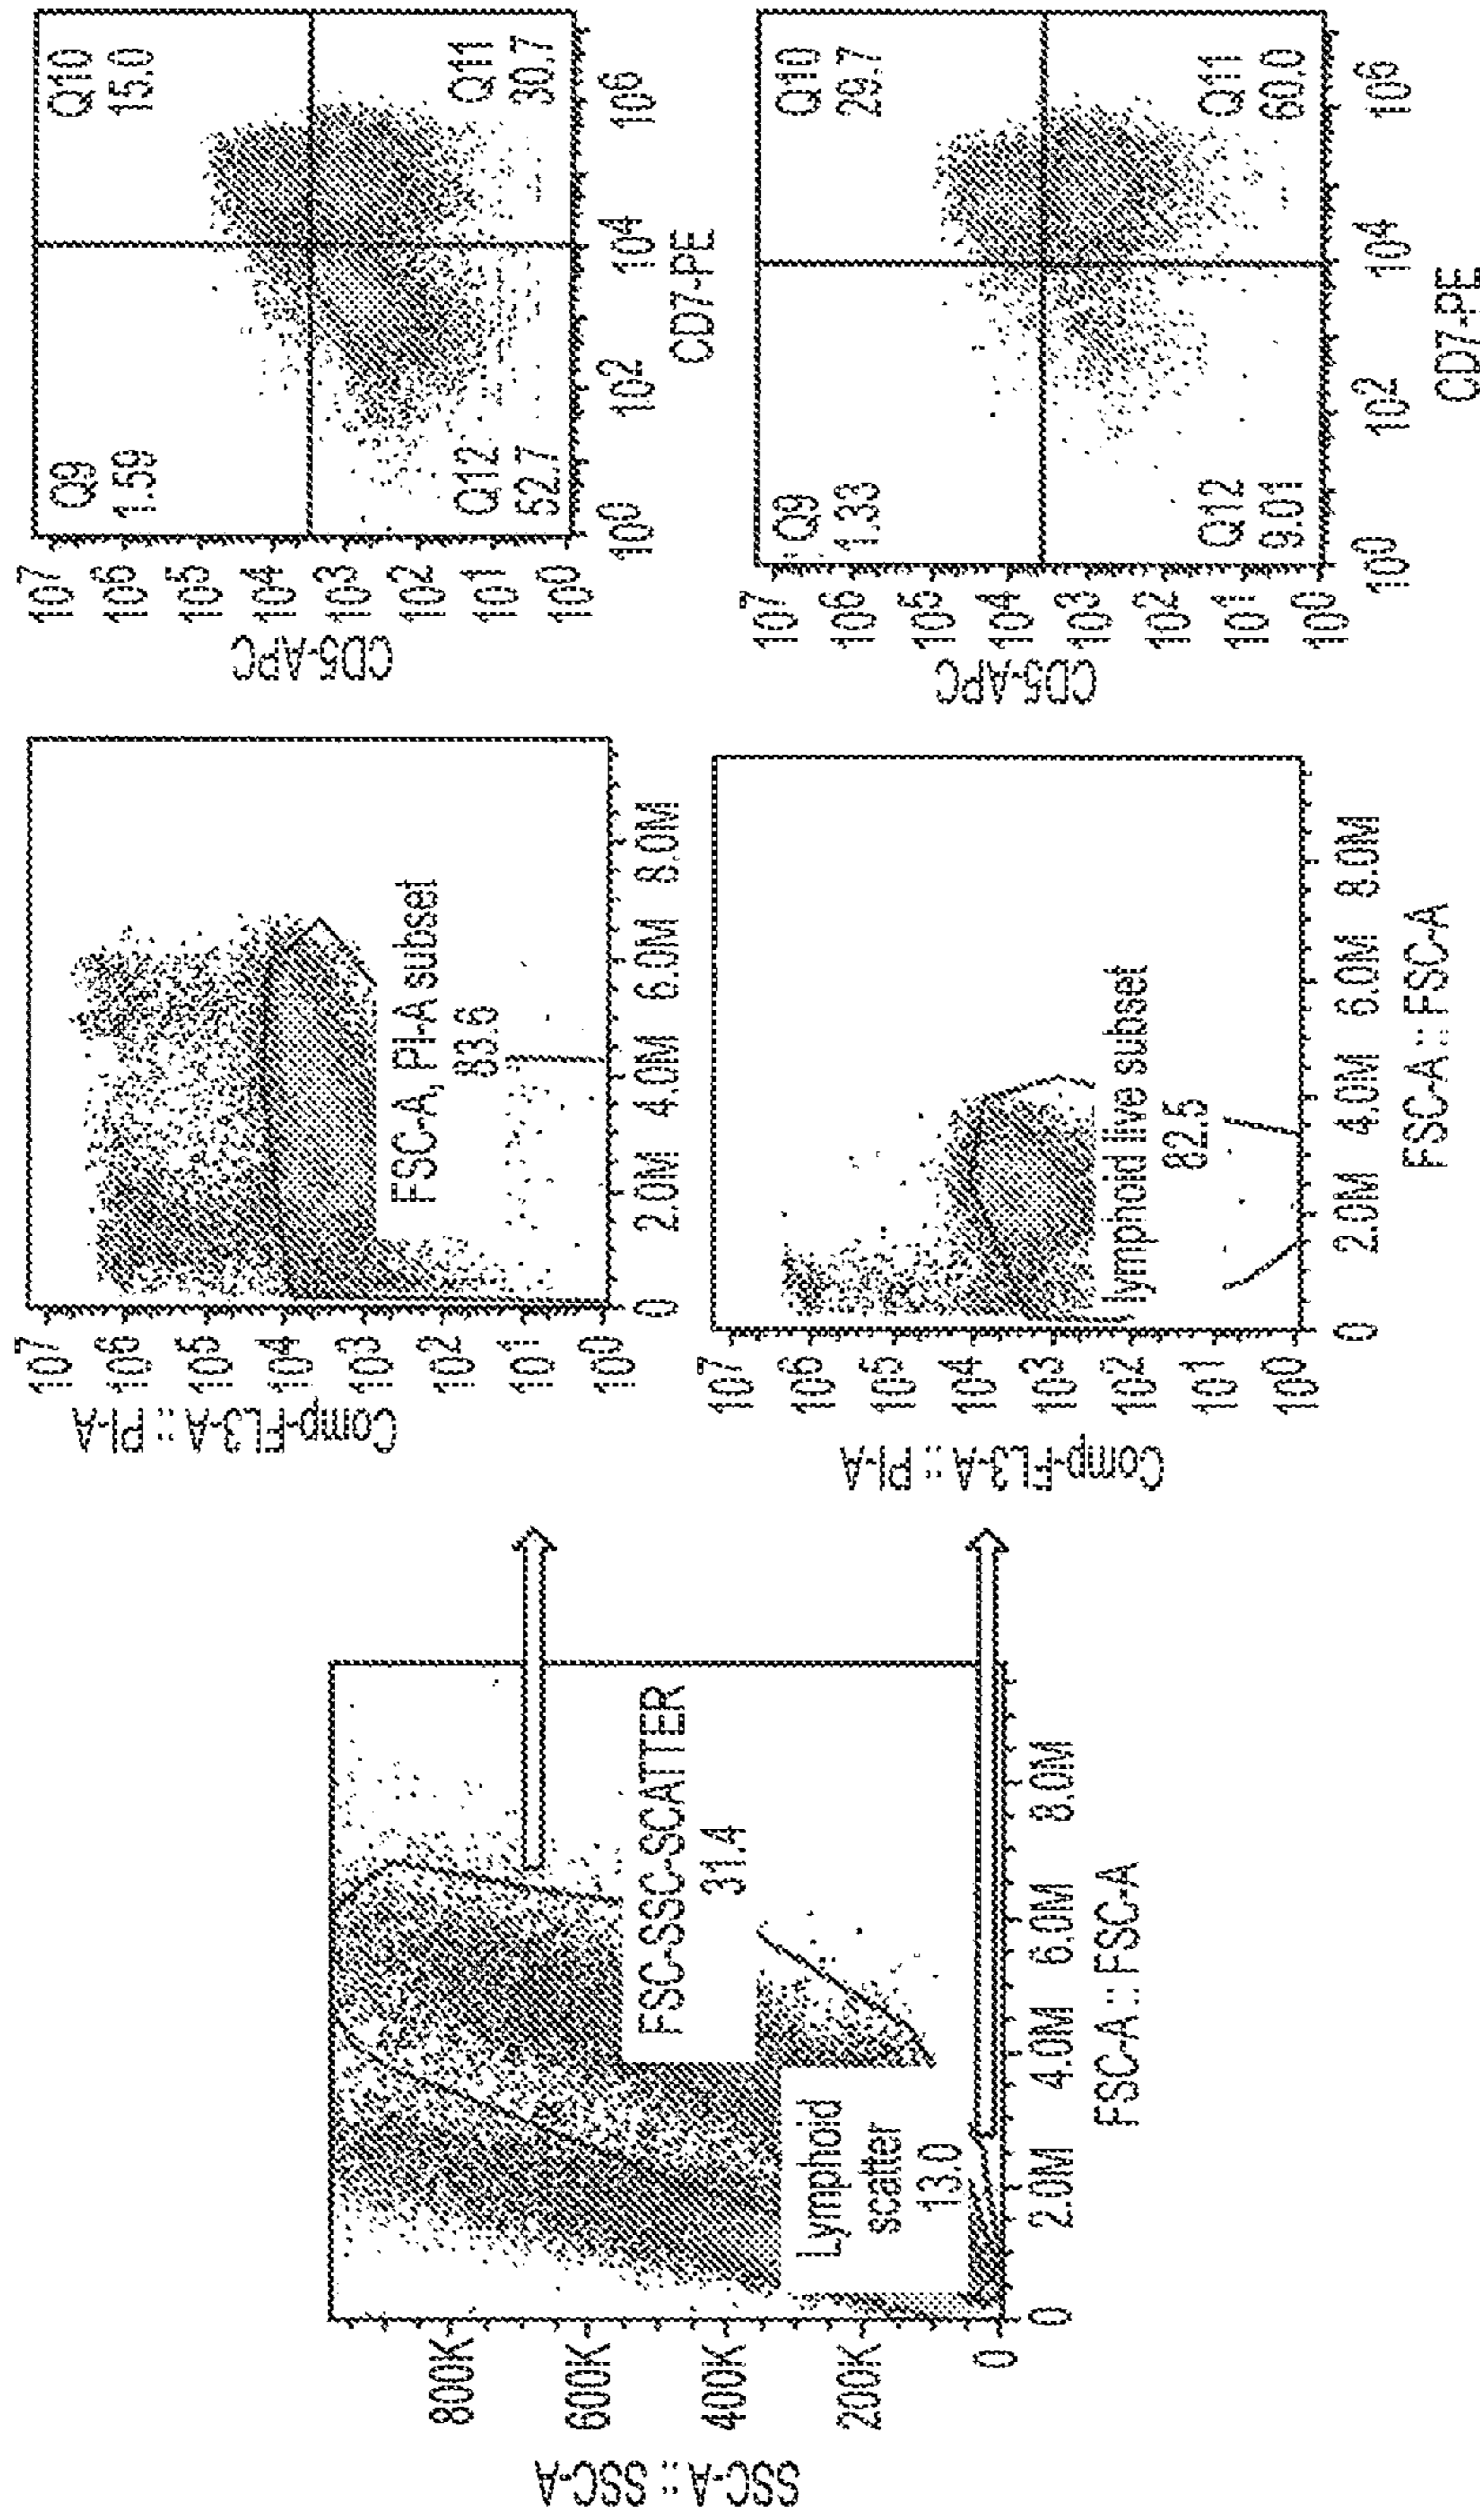 SSC-A :: SSC-A
800K
600K
400K
200K
0
FSC-SSC-SCATTER
31.4
Lymphoid
scatter
13.0
0 2.0M 4.0M 6.0M 8.0M
FSC-A :: FSC-A
Comp-FL3-A :: PI-A
10⁷
10⁶
10⁵
10⁴
10³
10²
10¹
10⁰
FSC-A, PI-A subset
83.6
0 2.0M 4.0M 6.0M 8.0M
CD5-APC
10⁷
10⁶
10⁵
10⁴
10³
10²
10¹
10⁰
Q9
1.59
Q10
15.0
Q12
52.7
Q11
30.7
10⁰ 10² 10⁴ 10⁶
CD7-PE
Comp-FL3-A :: PI-A
10⁷
10⁶
10⁵
10⁴
10³
10²
10¹
10⁰
lymphoid live subset
82.5
0 2.0M 4.0M 6.0M 8.0M
FSC-A :: FSC-A
CD5-APC
10⁷
10⁶
10⁵
10⁴
10³
10²
10¹
10⁰
Q9
1.33
Q10
29.7
Q12
9.01
Q11
60.0
10⁰ 10² 10⁴ 10⁶
CD7-PE